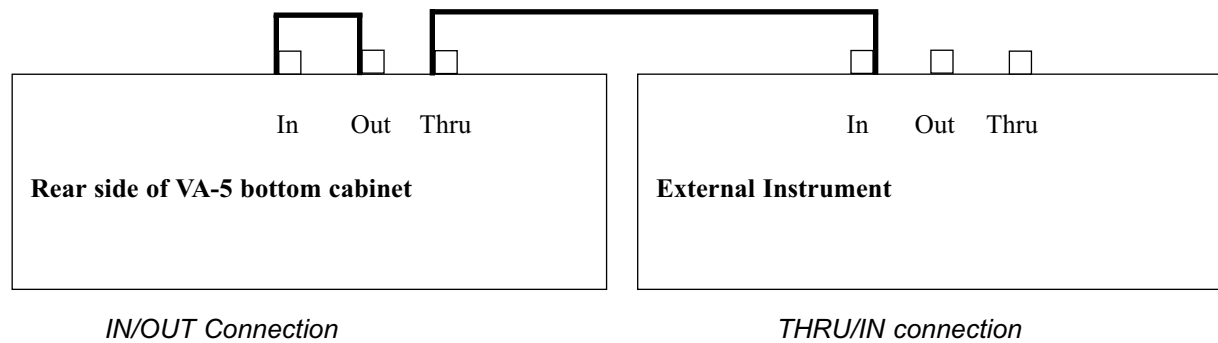 In Out Thru
Rear side of VA-5 bottom cabinet
In Out Thru
External Instrument
IN/OUT Connection
THRU/IN connection